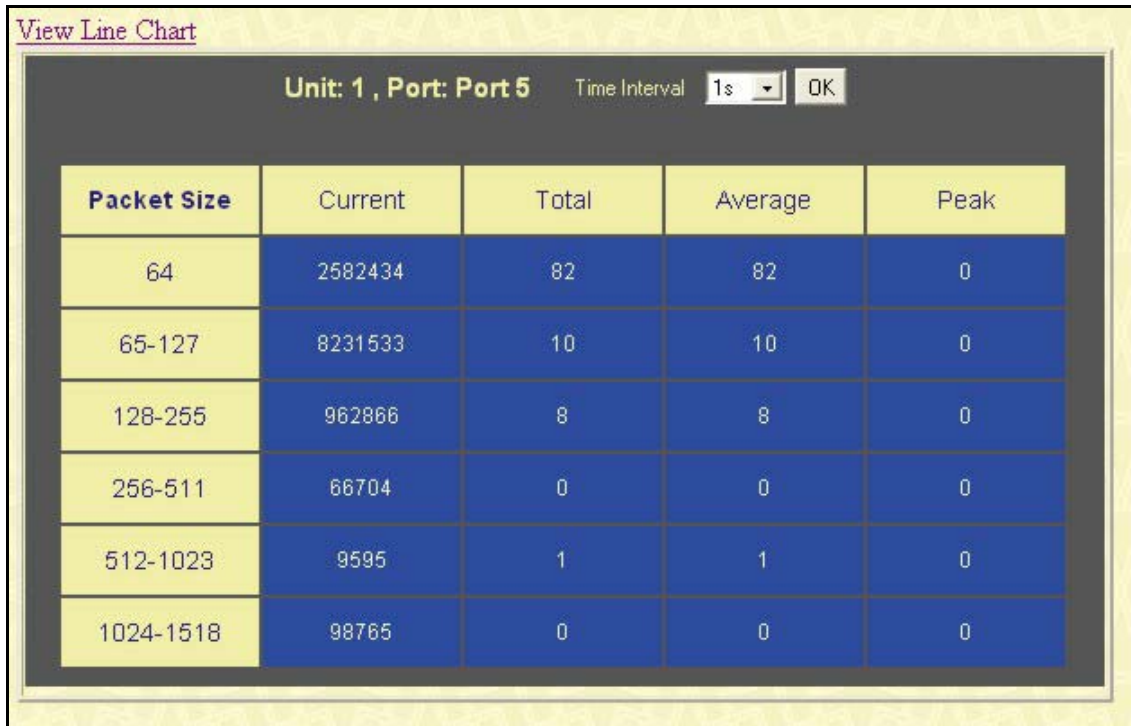 View Line Chart
Unit: 1 , Port: Port 5 Time Interval 1s OK
Packet Size Current Total Average Peak
64 2582434 82 82 0
65-127 8231533 10 10 0
128-255 962866 8 8 0
256-511 66704 0 0 0
512-1023 9595 1 1 0
1024-1518 98765 0 0 0